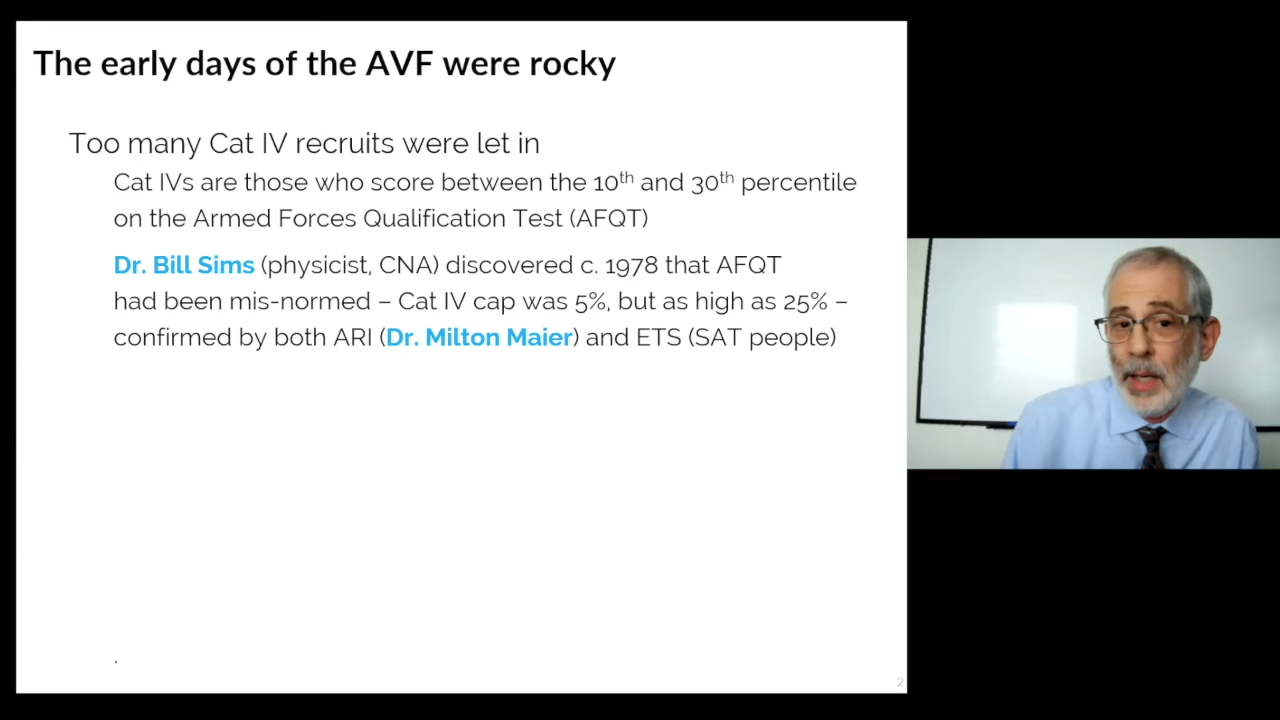 The early days of the AVF were rocky
Too many Cat IV recruits were let in
Cat IVs are those who score between the 10th and 30th percentile
on the Armed Forces Qualification Test (AFQT)
Dr. Bill Sims (physicist, CNA) discovered c. 1978 that AFQT
had been mis-normed – Cat IV cap was 5%, but as high as 25% –
confirmed by both ARI (Dr. Milton Maier) and ETS (SAT people)
.
2